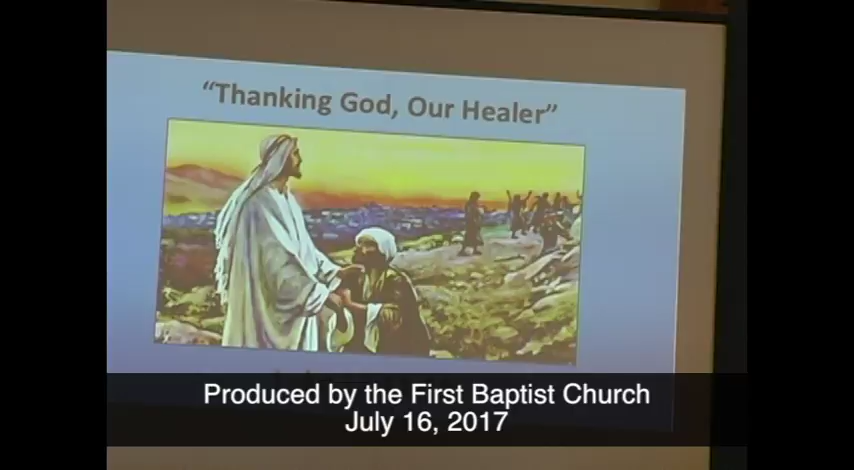 “Thanking God, Our Healer”
Produced by the First Baptist Church
July 16, 2017